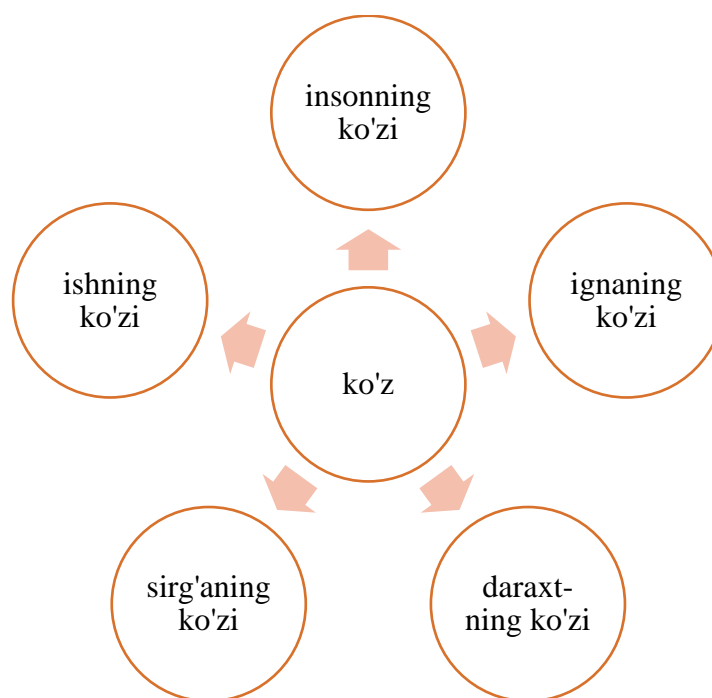 insonning
ko'zi
ishning
ko'zi
ignaning
ko'zi
ko'z
sirg'aning
ko'zi
daraxt-
ning ko'zi